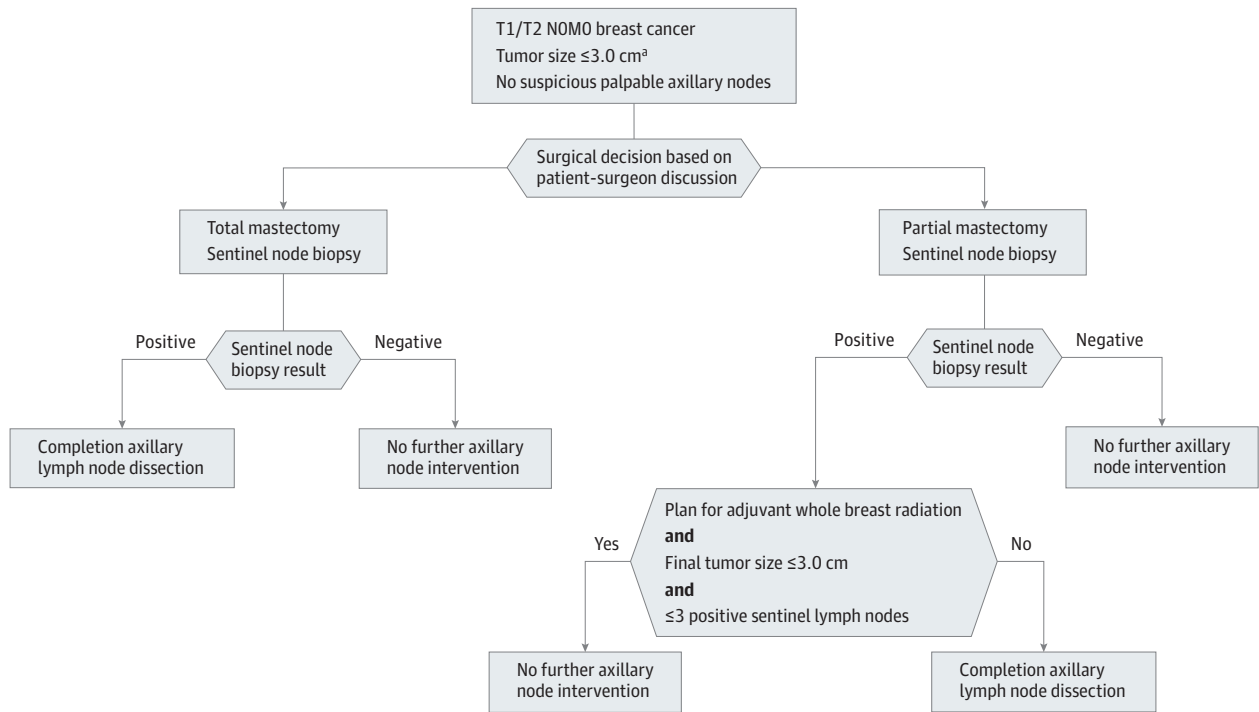 T1/T2 N0M0 breast cancer
Tumor size ≤3.0 cmᵃ
No suspicious palpable axillary nodes
Surgical decision based on
patient-surgeon discussion
Total mastectomy
Sentinel node biopsy
Partial mastectomy
Sentinel node biopsy
Positive
Sentinel node
biopsy result
Negative
Positive
Sentinel node
biopsy result
Negative
Completion axillary
lymph node dissection
No further axillary
node intervention
No further axillary
node intervention
Yes
Plan for adjuvant whole breast radiation
and
Final tumor size ≤3.0 cm
and
≤3 positive sentinel lymph nodes
No
No further axillary
node intervention
Completion axillary
lymph node dissection